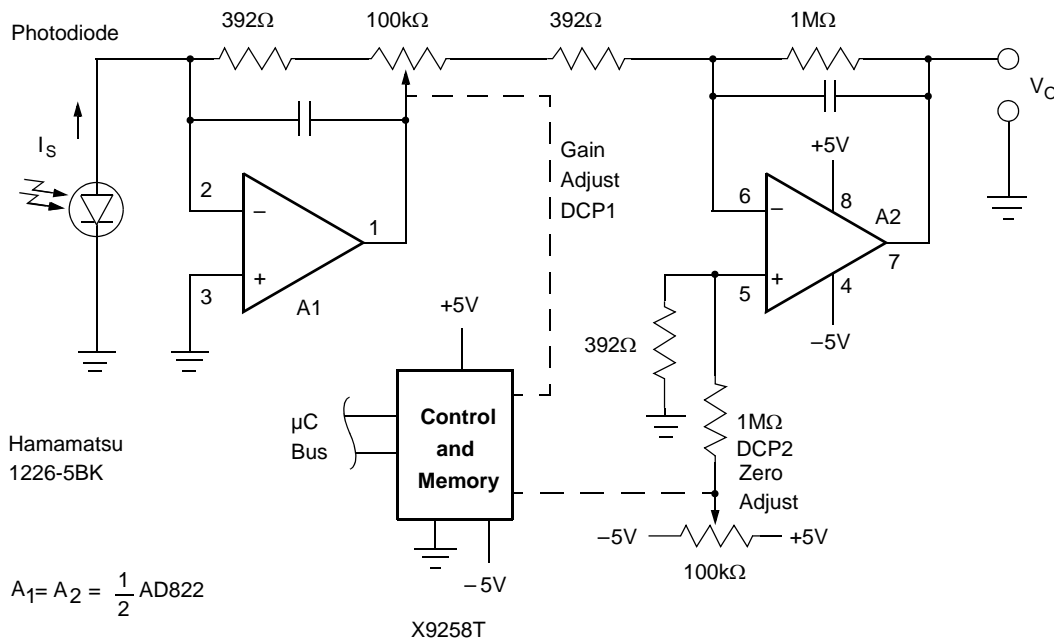 Photodiode
392Ω
100kΩ
392Ω
1MΩ
V_O
I_S
2
3
1
A1
Gain
Adjust
DCP1
+5V
6
8
A2
5
7
4
–5V
392Ω
+5V
µC
Bus
Control
and
Memory
1MΩ
DCP2
Zero
Adjust
–5V
+5V
100kΩ
–5V
Hamamatsu
1226-5BK
A₁= A₂ = 1/2 AD822
X9258T